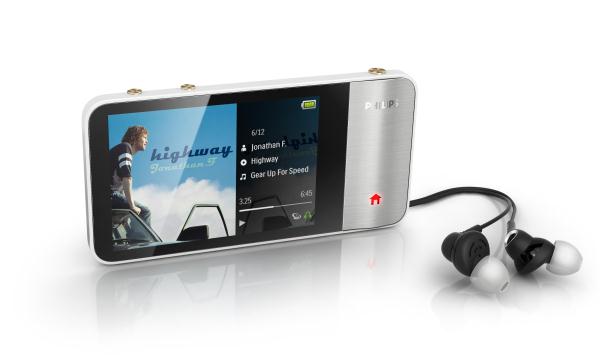 PHILIPS
highway
Jonathan F
6/12
Jonathan F.
Highway
Gear Up For Speed
3.25
6:45